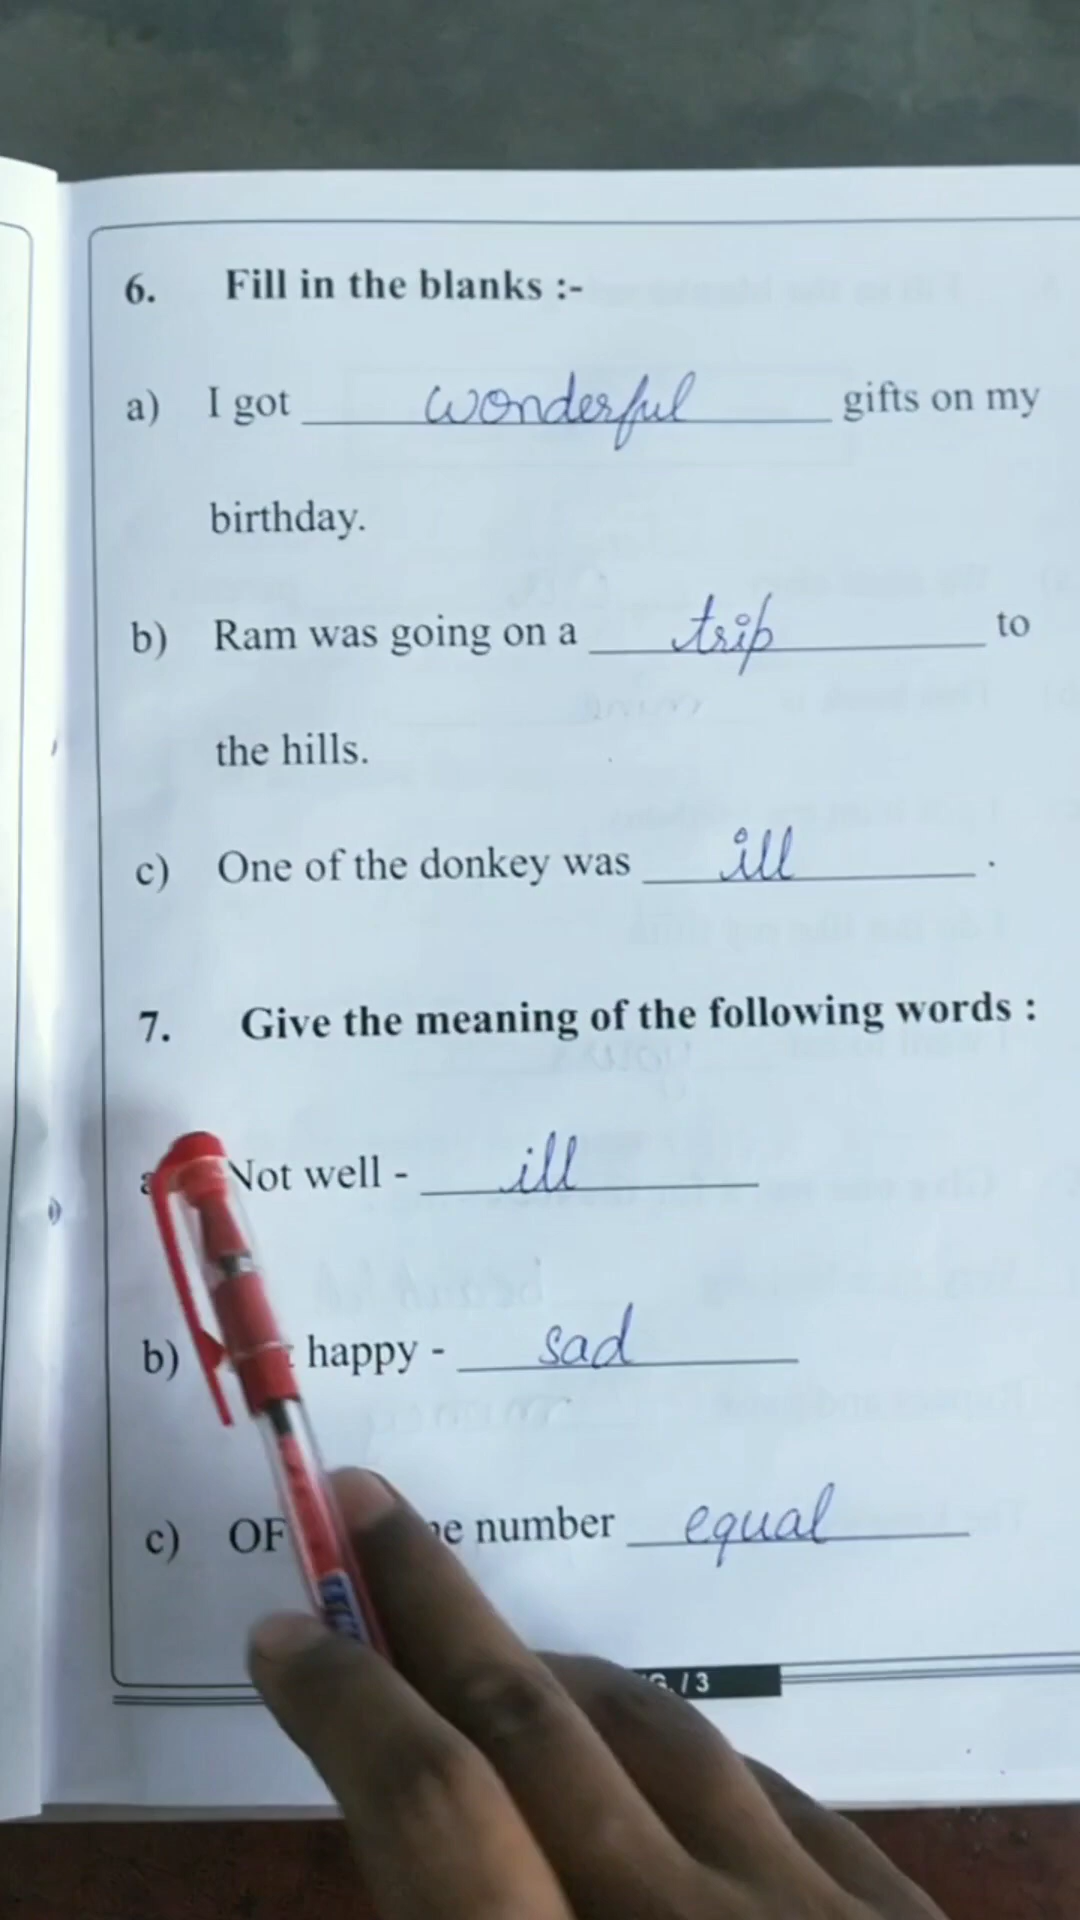 6. Fill in the blanks :-
a) I got wonderful gifts on my
birthday.
b) Ram was going on a trip to
the hills.
c) One of the donkey was ill .
7. Give the meaning of the following words :
Not well - ill
b) happy - sad
c) OF number equal
/ 3